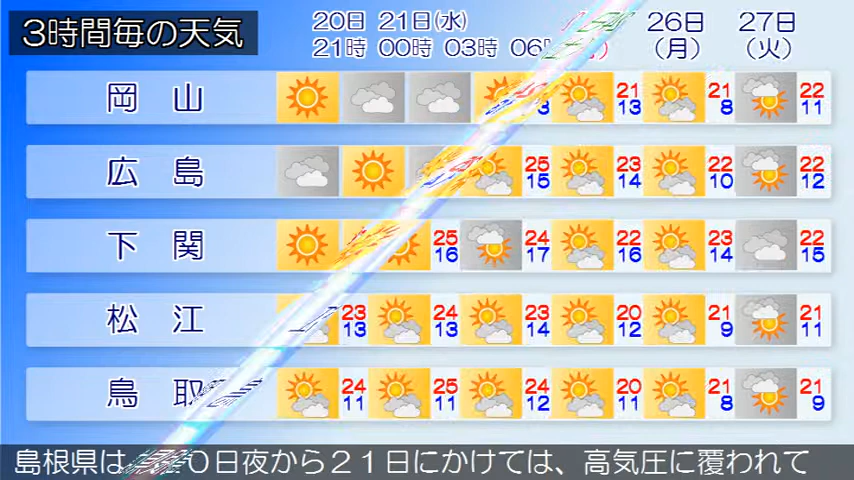 3時間毎の天気
20日 21日(水) 26日 27日
21時 00時 03時 (月) (火)
岡山 21 13 21 8 22 11
広島 25 15 23 14 22 10 22 12
下関 25 16 24 17 22 16 23 14 22 15
松江 23 13 24 13 23 14 20 12 21 9 21 11
鳥取 24 11 25 11 24 12 20 11 21 8 21 9
島根県は 日夜から21日にかけては、高気圧に覆われて